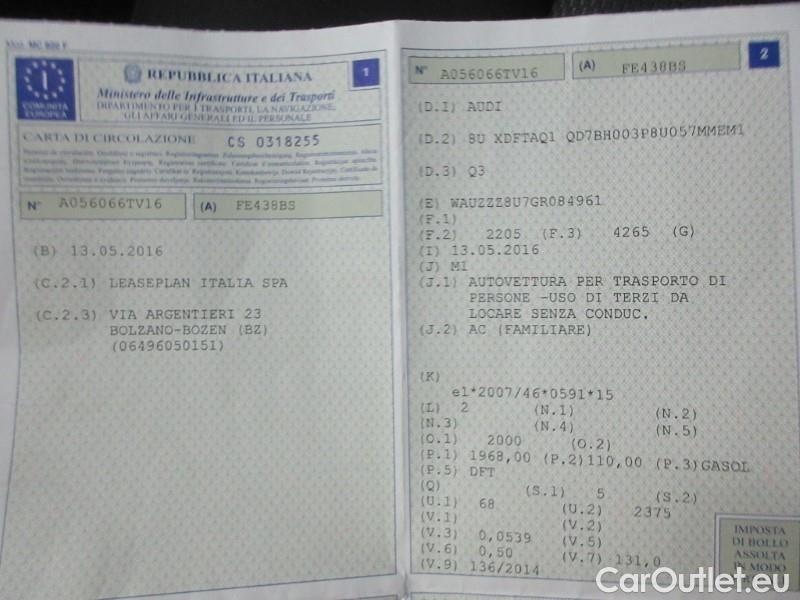 Mod. MC 820 F
I
COMUNITÀ
EUROPEA
REPUBBLICA ITALIANA
1
Ministero delle Infrastrutture e dei Trasporti
DIPARTIMENTO PER I TRASPORTI, LA NAVIGAZIONE,
GLI AFFARI GENERALI ED IL PERSONALE
CARTA DI CIRCOLAZIONE CS 0318255
N° A056066TV16 (A) FE438BS
(B) 13.05.2016
(C.2.1) LEASEPLAN ITALIA SPA
(C.2.3) VIA ARGENTIERI 23
BOLZANO-BOZEN (BZ)
(06496050151)
N° A056066TV16 (A) FE438BS 2
(D.1) AUDI
(D.2) 8U XDFTAQ1 QD7BH003P8U057MMEM1
(D.3) Q3
(E) WAUZZZ8U7GR084961
(F.1)
(F.2) 2205 (F.3) 4265 (G)
(I) 13.05.2016
(J) M1
(J.1) AUTOVETTURA PER TRASPORTO DI
PERSONE -USO DI TERZI DA
LOCARE SENZA CONDUC.
(J.2) AC (FAMILIARE)
(K)
e1*2007/46*0591*15
(L) 2 (N.1) (N.2)
(N.3) (N.4) (N.5)
(O.1) 2000 (O.2)
(P.1) 1968,00 (P.2)110,00 (P.3)GASOL
(P.5) DFT
(Q) (S.1) 5 (S.2)
(U.1) 68 (U.2) 2375
(V.1) (V.2)
(V.3) 0,0539 (V.5)
(V.6) 0,50 (V.7) 131,0
(V.9) 136/2014
IMPOSTA
DI BOLLO
ASSOLTA
IN MODO
CarOutlet.eu